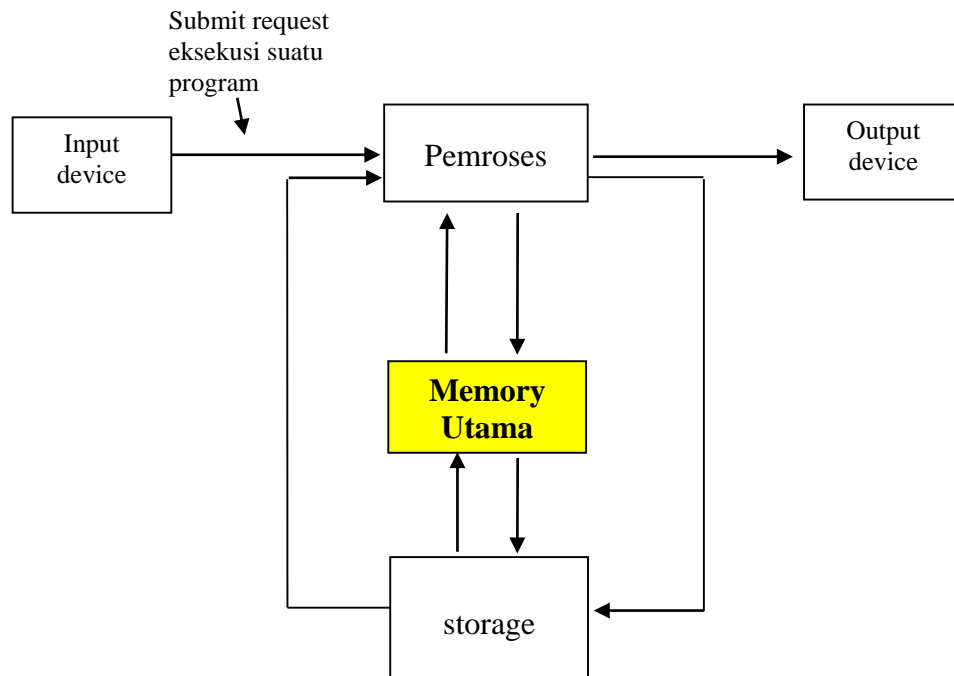 Submit request
eksekusi suatu
program
Input
device
Pemroses
Output
device
Memory
Utama
storage